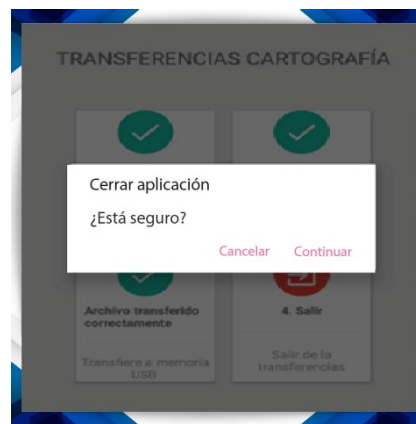 TRANSFERENCIAS CARTOGRAFÍA
Cerrar aplicación
¿Está seguro?
Cancelar Continuar
Archivo transferido
correctamente
Transfiere a memoria
USB
4. Salir
Salir de la
transferencias